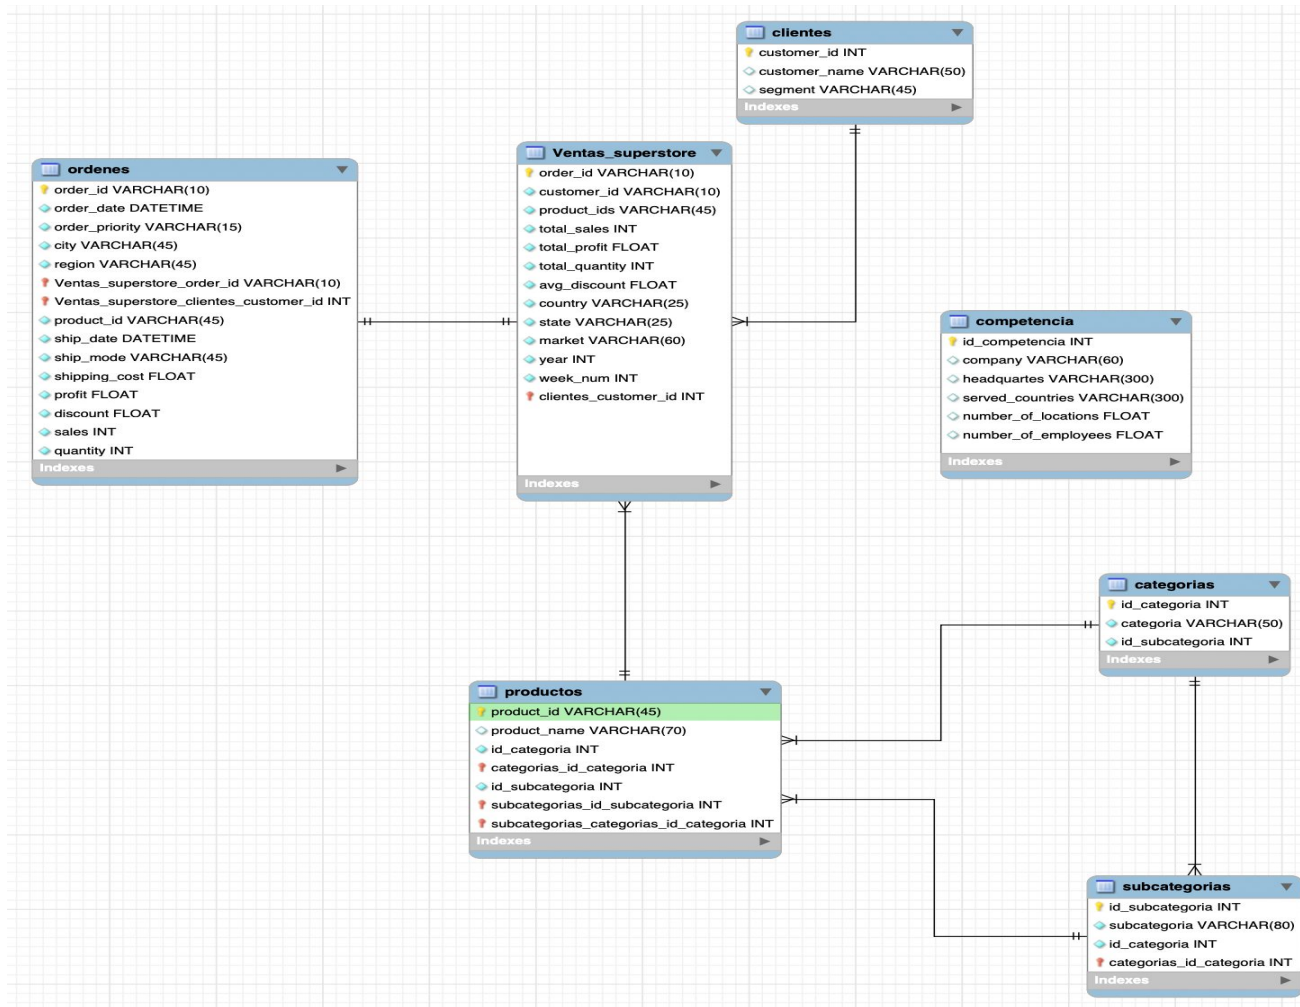 clientes
customer_id INT
customer_name VARCHAR(50)
segment VARCHAR(45)
Indexes
ordenes
order_id VARCHAR(10)
order_date DATETIME
order_priority VARCHAR(15)
city VARCHAR(45)
region VARCHAR(45)
Ventas_superstore_order_id VARCHAR(10)
Ventas_superstore_clientes_customer_id INT
product_id VARCHAR(45)
ship_date DATETIME
ship_mode VARCHAR(45)
shipping_cost FLOAT
profit FLOAT
discount FLOAT
sales INT
quantity INT
Indexes
Ventas_superstore
order_id VARCHAR(10)
customer_id VARCHAR(10)
product_ids VARCHAR(45)
total_sales INT
total_profit FLOAT
total_quantity INT
avg_discount FLOAT
country VARCHAR(25)
state VARCHAR(25)
market VARCHAR(60)
year INT
week_num INT
clientes_customer_id INT
Indexes
competencia
id_competencia INT
company VARCHAR(60)
headquartes VARCHAR(300)
served_countries VARCHAR(300)
number_of_locations FLOAT
number_of_employees FLOAT
Indexes
categorias
id_categoria INT
categoria VARCHAR(50)
id_subcategoria INT
Indexes
productos
product_id VARCHAR(45)
product_name VARCHAR(70)
id_categoria INT
categorias_id_categoria INT
id_subcategoria INT
subcategorias_id_subcategoria INT
subcategorias_categorias_id_categoria INT
Indexes
subcategorias
id_subcategoria INT
subcategoria VARCHAR(80)
id_categoria INT
categorias_id_categoria INT
Indexes